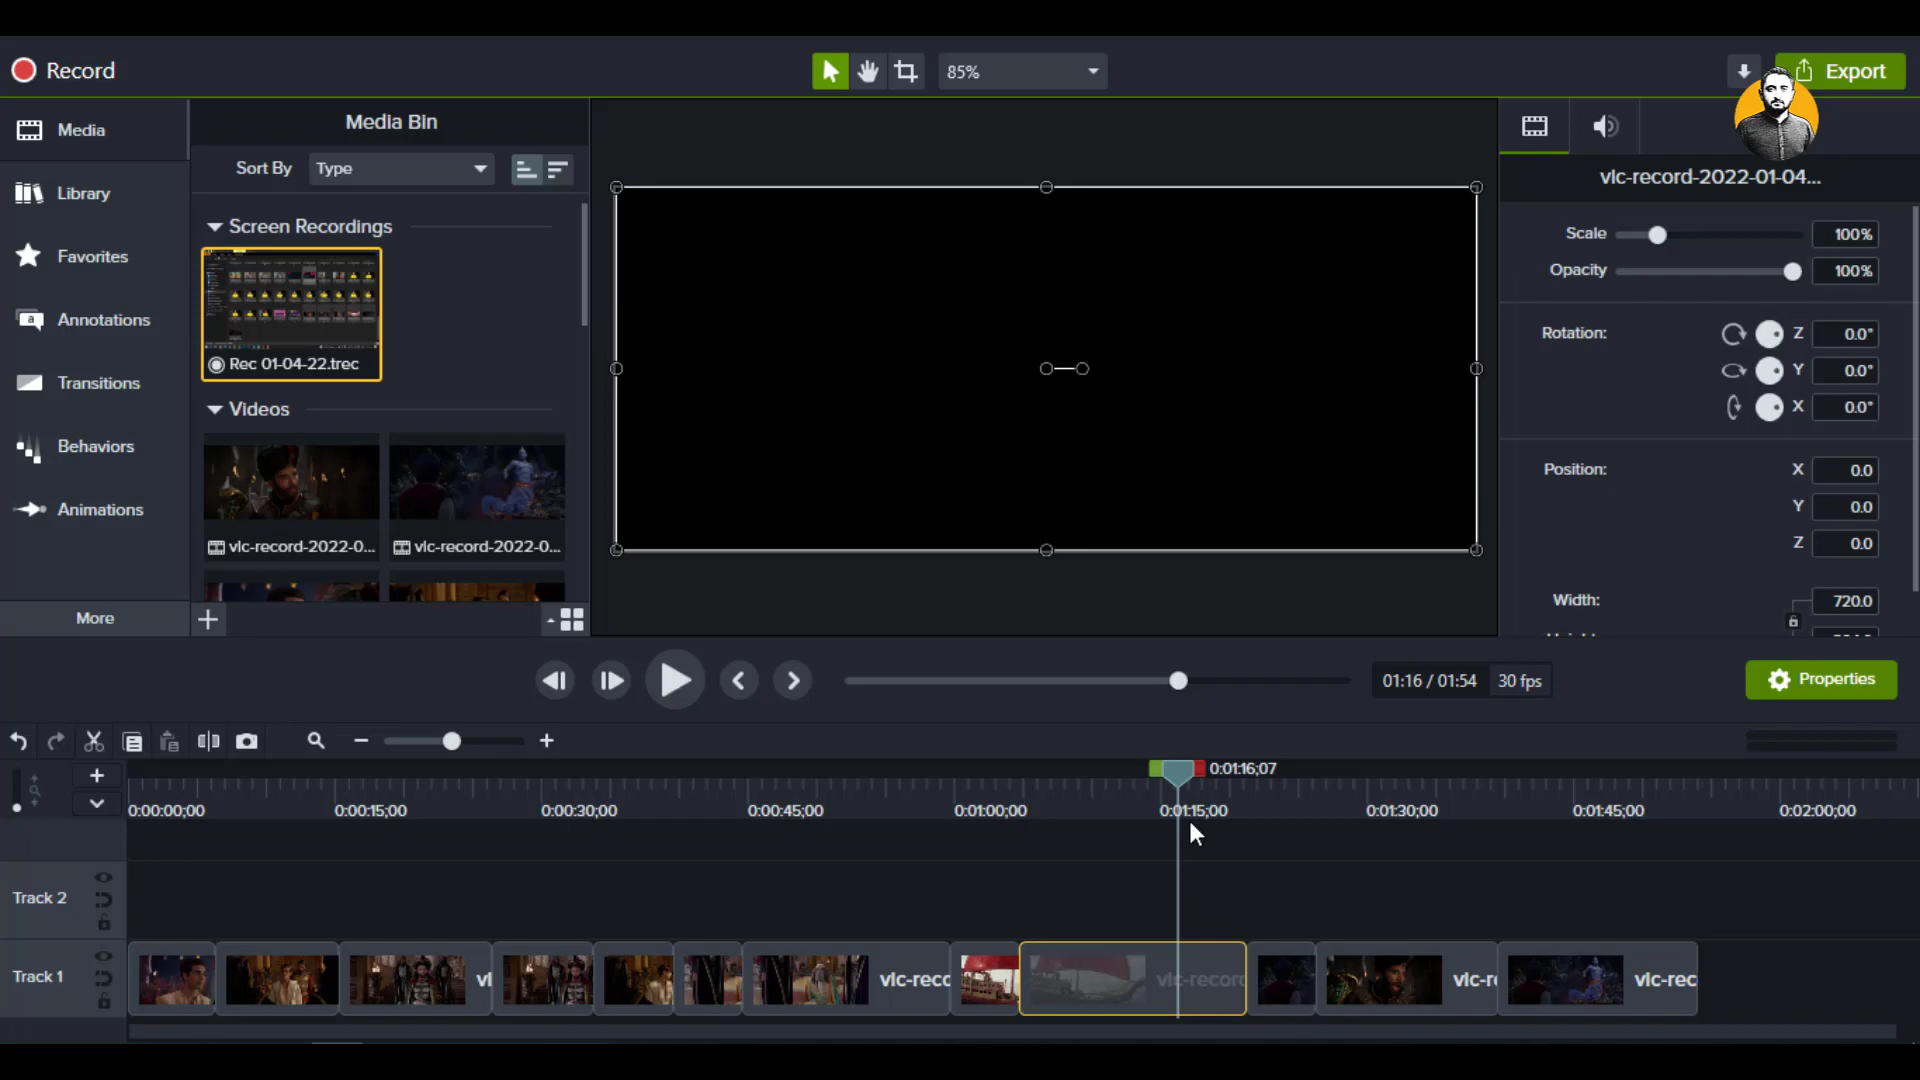 Record
85%
Export
Media
Library
Favorites
Annotations
Transitions
Behaviors
Animations
More
Media Bin
Sort By
Type
Screen Recordings
Rec 01-04-22.trec
Videos
vlc-record-2022-0...
vlc-record-2022-0...
vlc-record-2022-01-04...
Scale
100%
Opacity
100%
Rotation:
Z
0.0°
Y
0.0°
X
0.0°
Position:
X
0.0
Y
0.0
Z
0.0
Width:
720.0
01:16 / 01:54
30 fps
Properties
0:01:16;07
0:00:00;00
0:00:15;00
0:00:30;00
0:00:45;00
0:01:00;00
0:01:15;00
0:01:30;00
0:01:45;00
0:02:00;00
Track 2
Track 1
vl
vlc-recc
vlc-record
vlc-r
vlc-rec